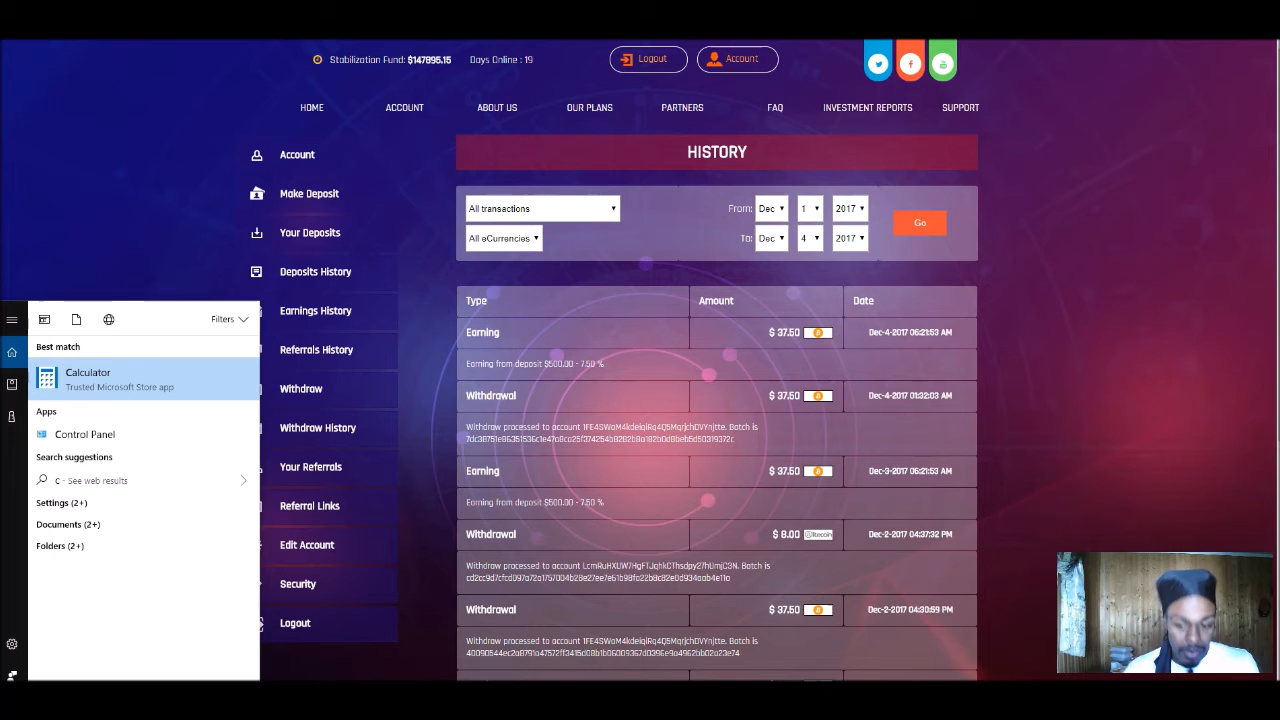 Stabilization Fund: $147895.15 Days Online : 19
Logout
Account
HOME ACCOUNT ABOUT US OUR PLANS PARTNERS FAQ INVESTMENT REPORTS SUPPORT
Account
Make Deposit
Your Deposits
Deposits History
Earnings History
Referrals History
Withdraw
Withdraw History
Your Referrals
Referral Links
Edit Account
Security
Logout
Filters
Best match
Calculator
Trusted Microsoft Store app
Apps
Control Panel
Search suggestions
c - See web results
Settings (2+)
Documents (2+)
Folders (2+)
HISTORY
All transactions
From: Dec 1 2017
All eCurrencies
To: Dec 4 2017
Go
Type Amount Date
Earning $ 37.50 Dec-4-2017 06:21:53 AM
Earning from deposit $500.00 - 7.50 %
Withdrawal $ 37.50 Dec-4-2017 01:32:03 AM
Withdraw processed to account Batch is
Earning $ 37.50 Dec-3-2017 06:21:53 AM
Earning from deposit $500.00 - 7.50 %
Withdrawal $ 8.00 litecoin Dec-2-2017 04:37:32 PM
Withdraw processed to account Batch is
Withdrawal $ 37.50 Dec-2-2017 04:30:59 PM
Withdraw processed to account Batch is